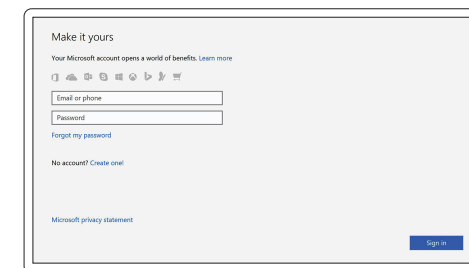 Make it yours
Your Microsoft account opens a world of benefits. Learn more
Email or phone
Password
Forgot my password
No account? Create one!
Microsoft privacy statement
Sign in